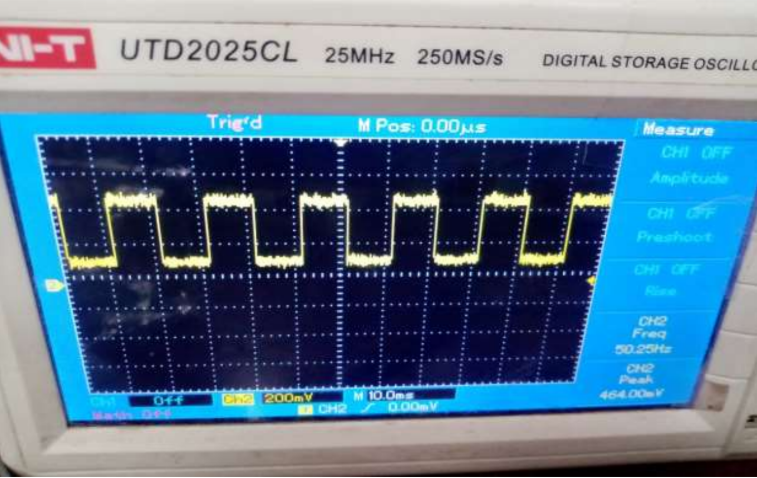 NI-T UTD2025CL 25MHz 250MS/s DIGITAL STORAGE OSCILLO
Trig'd M Pos: 0.00μs Measure
CH1 OFF
Amplitude
CH1 OFF
Preshoot
CH1 OFF
Rise
CH2
Freq
50.25Hz
CH2
Peak
464.00mV
CH1 Off CH2 200mV M 10.0ms
Math Off CH2 0.00mV